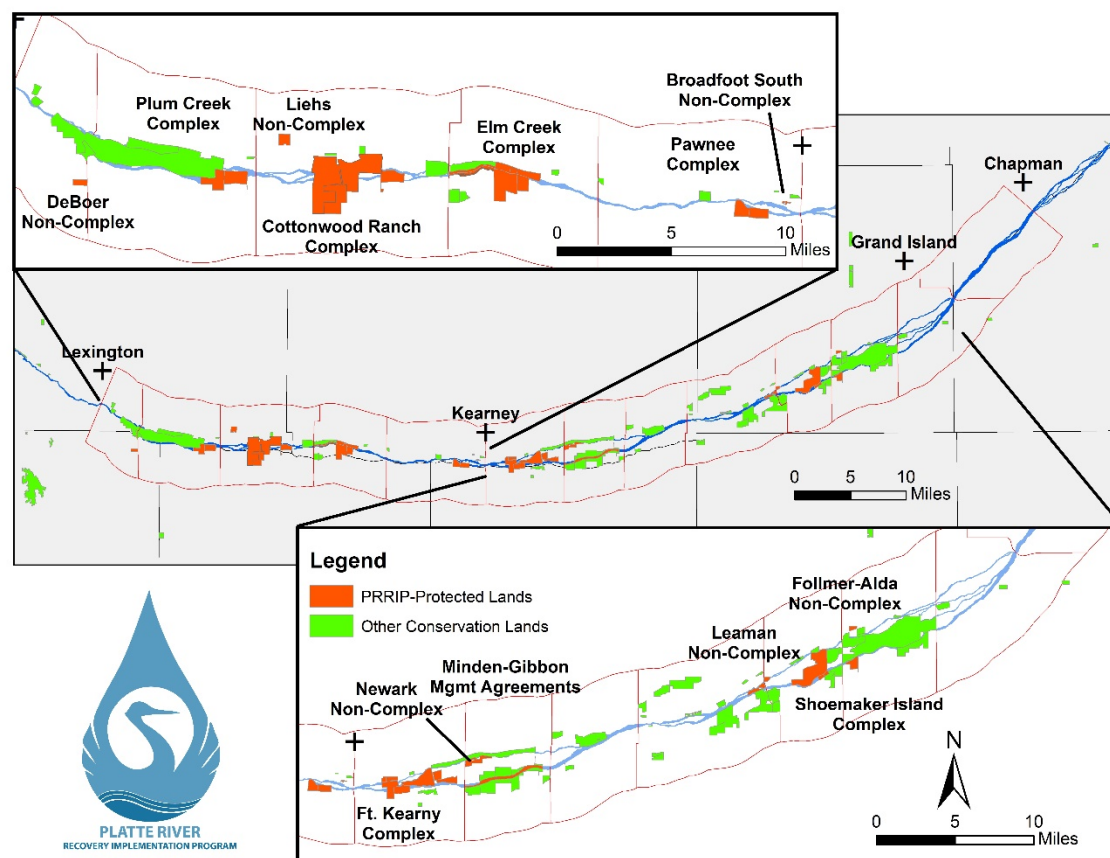 Broadfoot South
Non-Complex
Plum Creek
Complex
Liehs
Non-Complex
Elm Creek
Complex
Pawnee
Complex
DeBoer
Non-Complex
Cottonwood Ranch
Complex
0 5 10
Miles
Chapman
Grand Island
Lexington
Kearney
0 5 10
Miles
Legend
PRRIP-Protected Lands
Other Conservation Lands
Follmer-Alda
Non-Complex
Leaman
Non-Complex
Minden-Gibbon
Mgmt Agreements
Newark
Non-Complex
Shoemaker Island
Complex
Ft. Kearny
Complex
N
0 5 10
Miles
PLATTE RIVER
RECOVERY IMPLEMENTATION PROGRAM